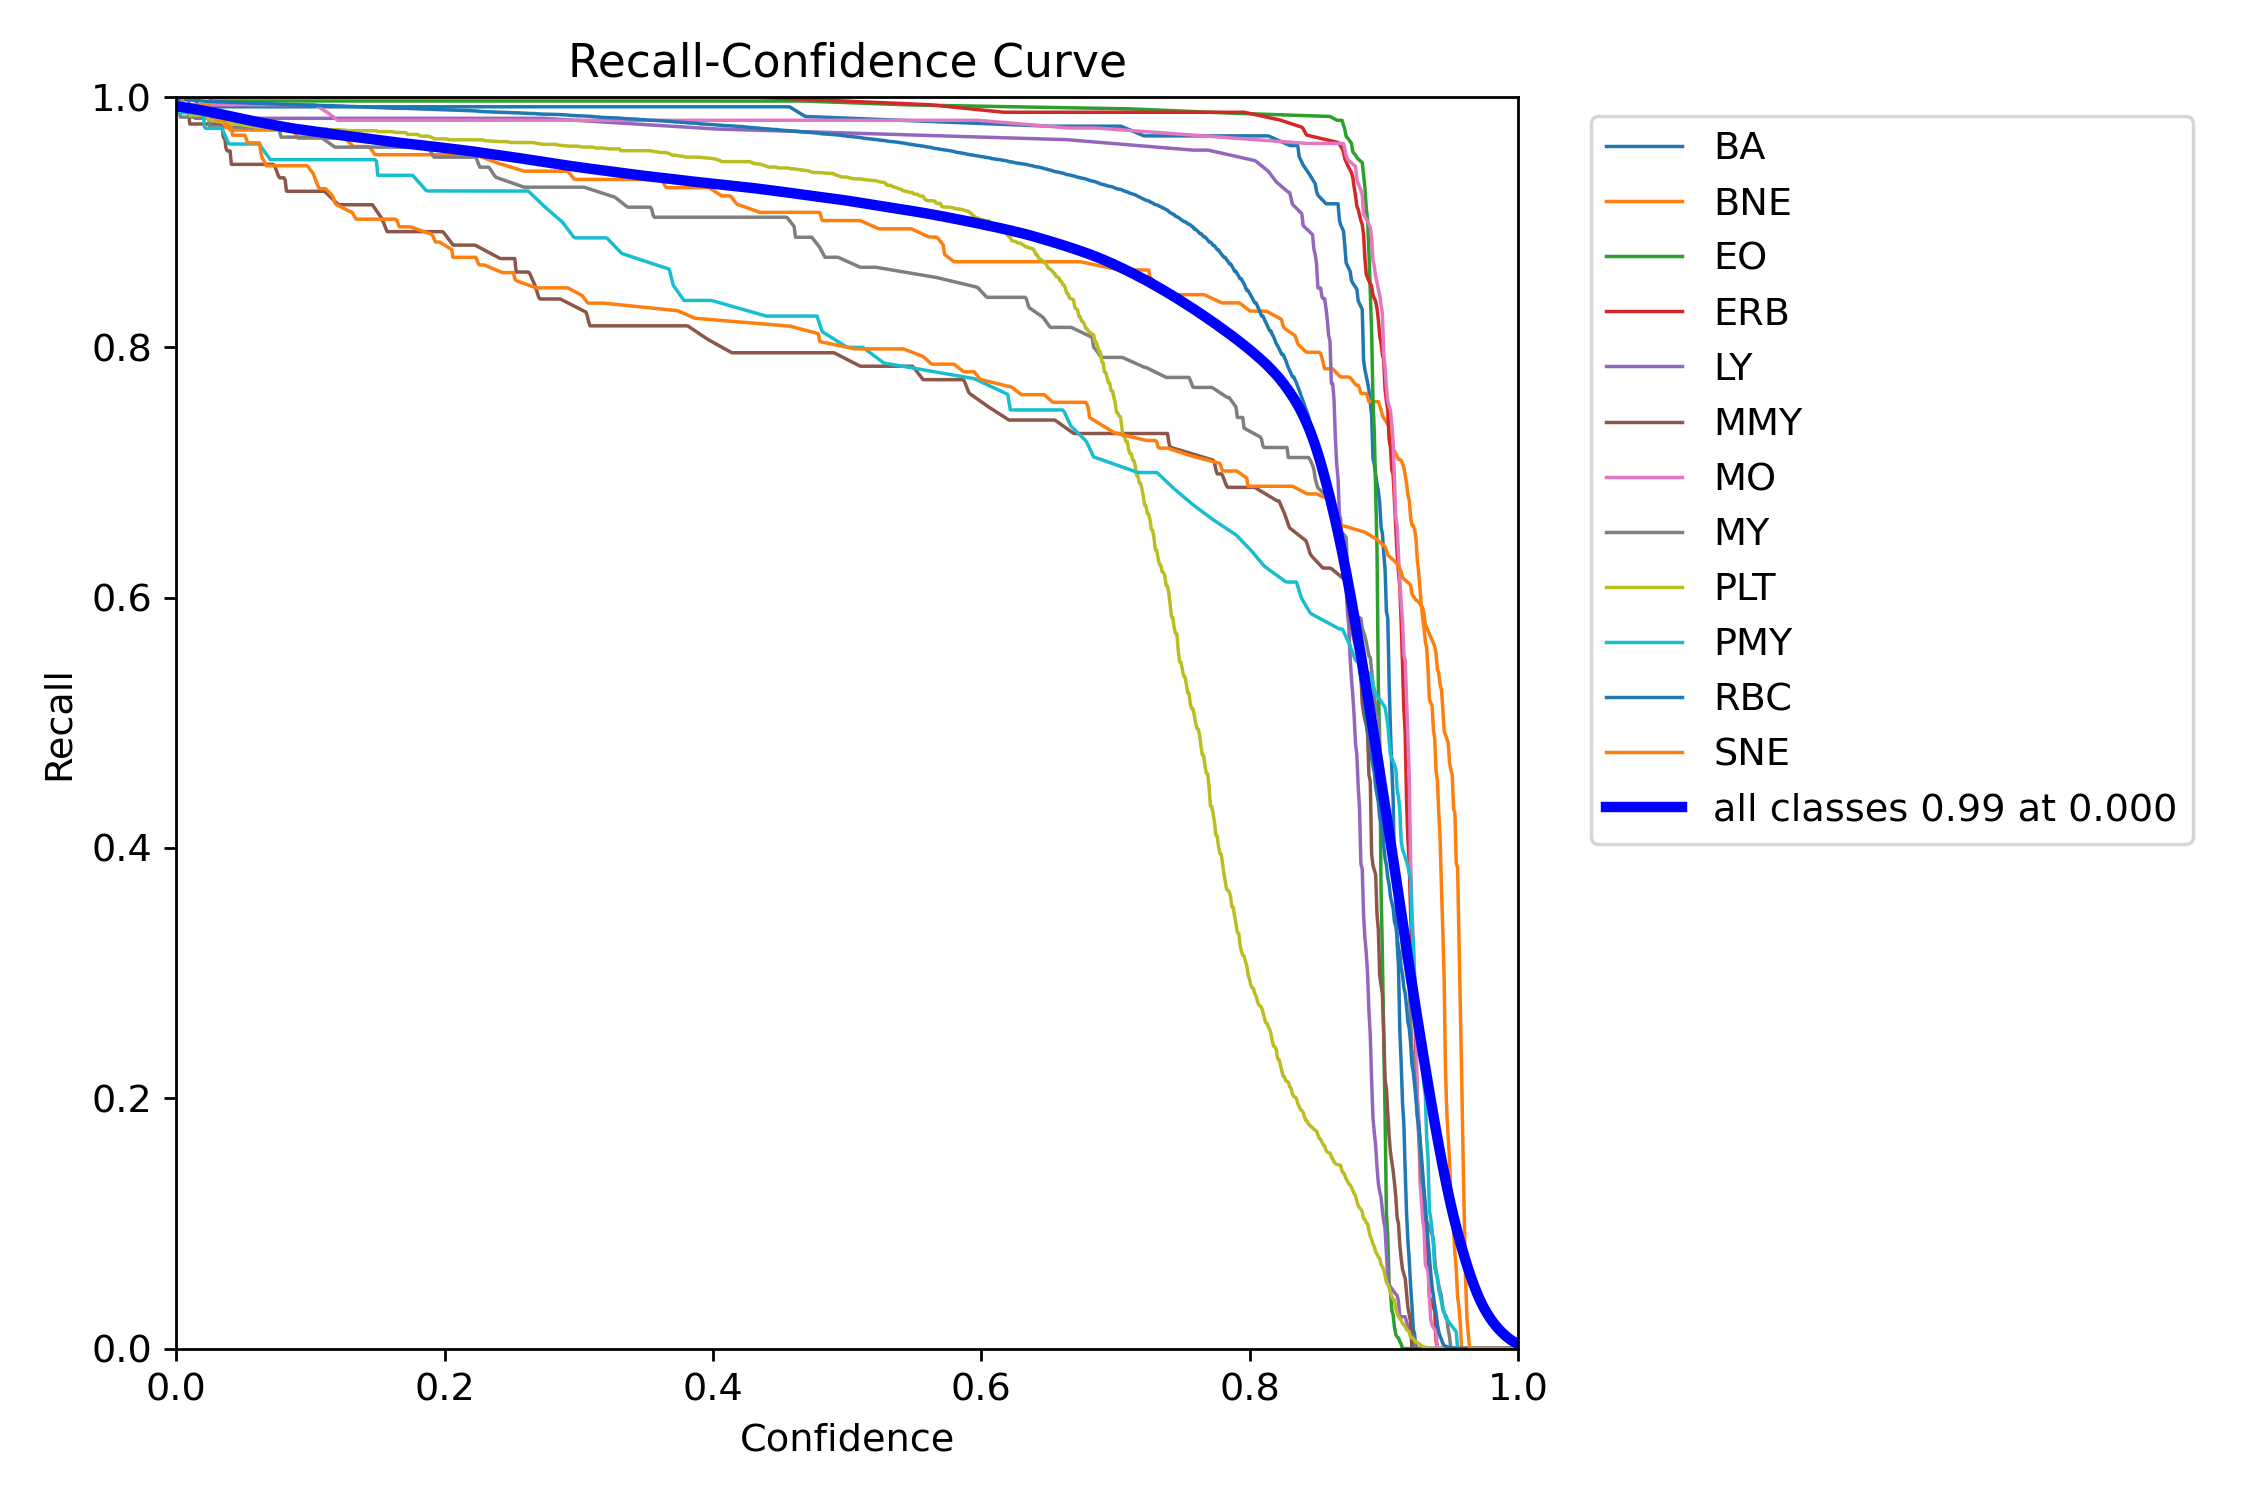 Recall-Confidence Curve
1.0
0.8
0.6
0.4
0.2
0.0
Recall
0.0 0.2 0.4 0.6 0.8 1.0
Confidence
BA
BNE
EO
ERB
LY
MMY
MO
MY
PLT
PMY
RBC
SNE
all classes 0.99 at 0.000